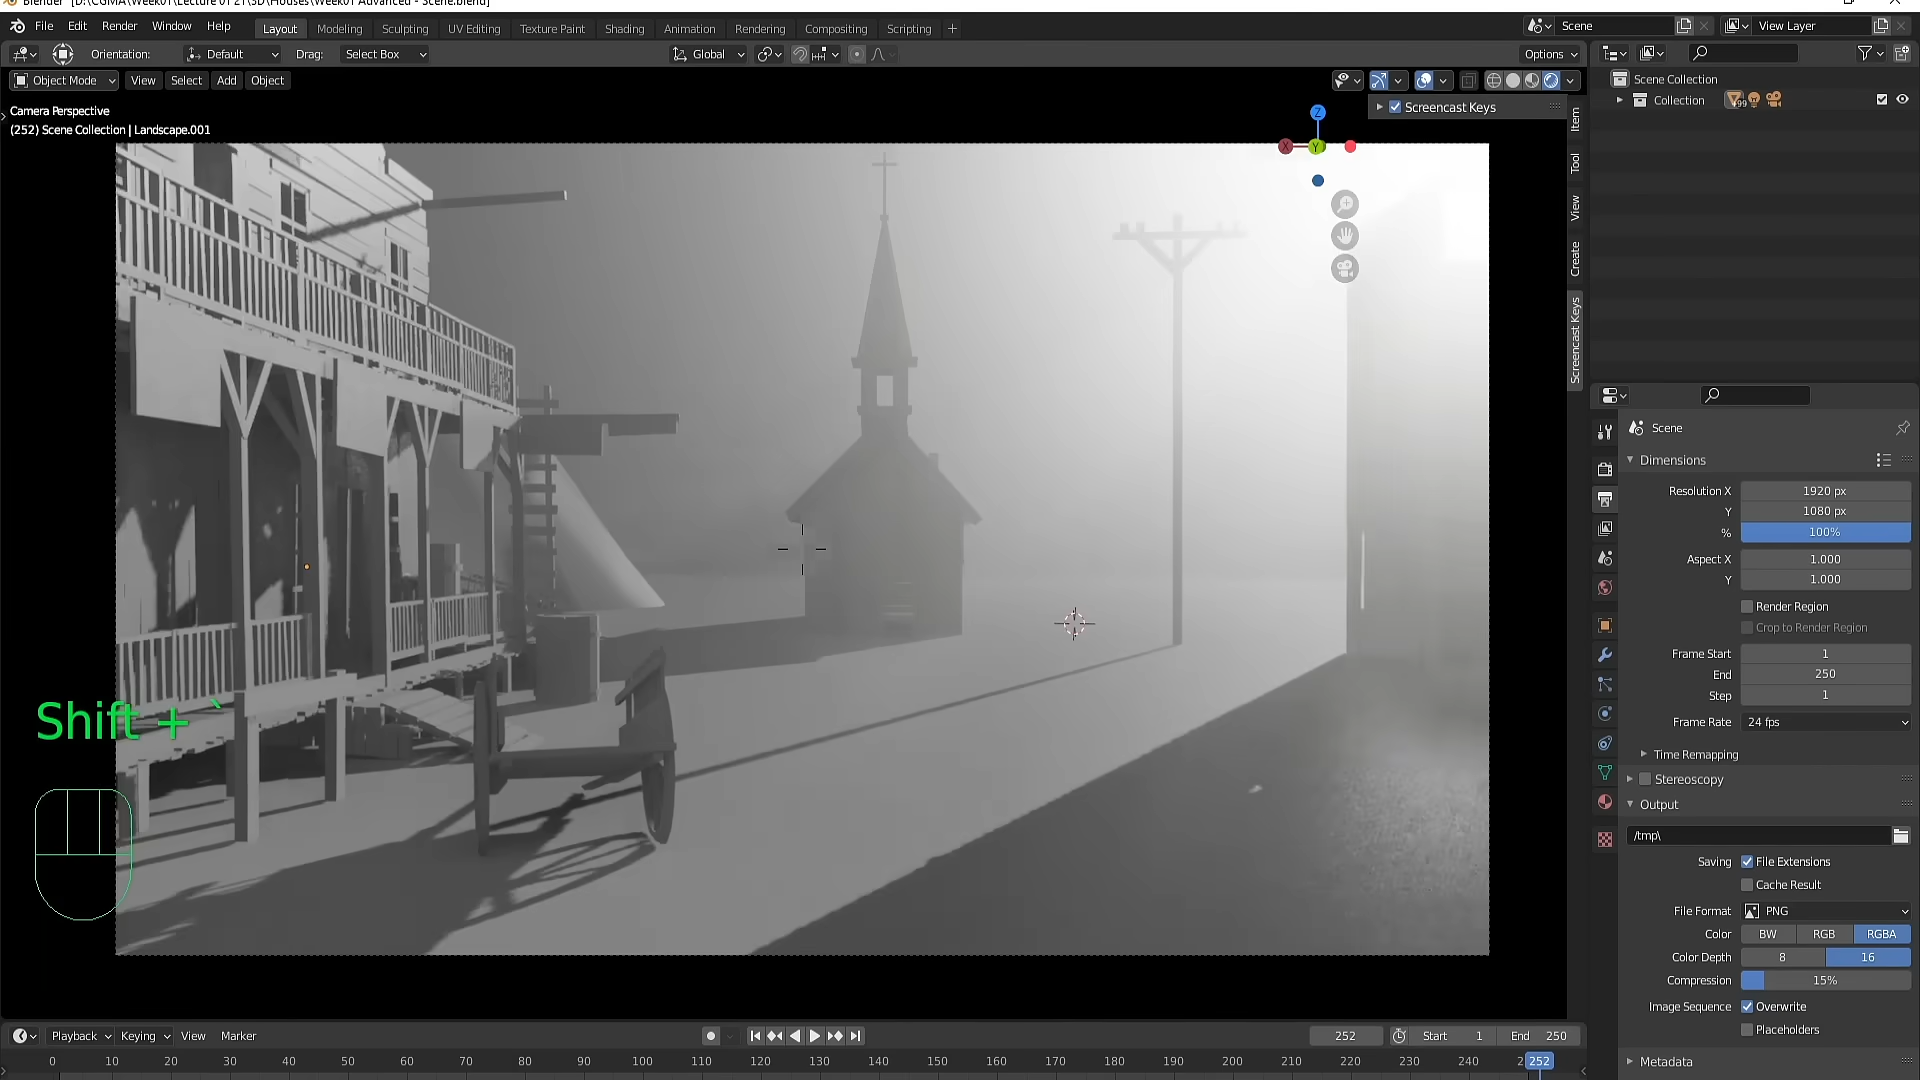 Blender [D:\CGMA\Week01\Lecture 01 21\3D\Houses\Week01 Advanced - Scene.blend]
File Edit Render Window Help
Layout Modeling Sculpting UV Editing Texture Paint Shading Animation Rendering Compositing Scripting +
Scene
View Layer
Orientation: Default Drag: Select Box
Global
Options
Object Mode View Select Add Object
Camera Perspective
(252) Scene Collection | Landscape.001
Screencast Keys
Z
X
Y
Item
Tool
View
Create
Screencast Keys
Shift + `
Scene Collection
Collection
99
Scene
Dimensions
Resolution X 1920 px
Y 1080 px
% 100%
Aspect X 1.000
Y 1.000
Render Region
Crop to Render Region
Frame Start 1
End 250
Step 1
Frame Rate 24 fps
Time Remapping
Stereoscopy
Output
/tmp\
Saving File Extensions
Cache Result
File Format PNG
Color BW RGB RGBA
Color Depth 8 16
Compression 15%
Image Sequence Overwrite
Placeholders
Metadata
Playback Keying View Marker
252 Start 1 End 250
0 10 20 30 40 50 60 70 80 90 100 110 120 130 140 150 160 170 180 190 200 210 220 230 240 252